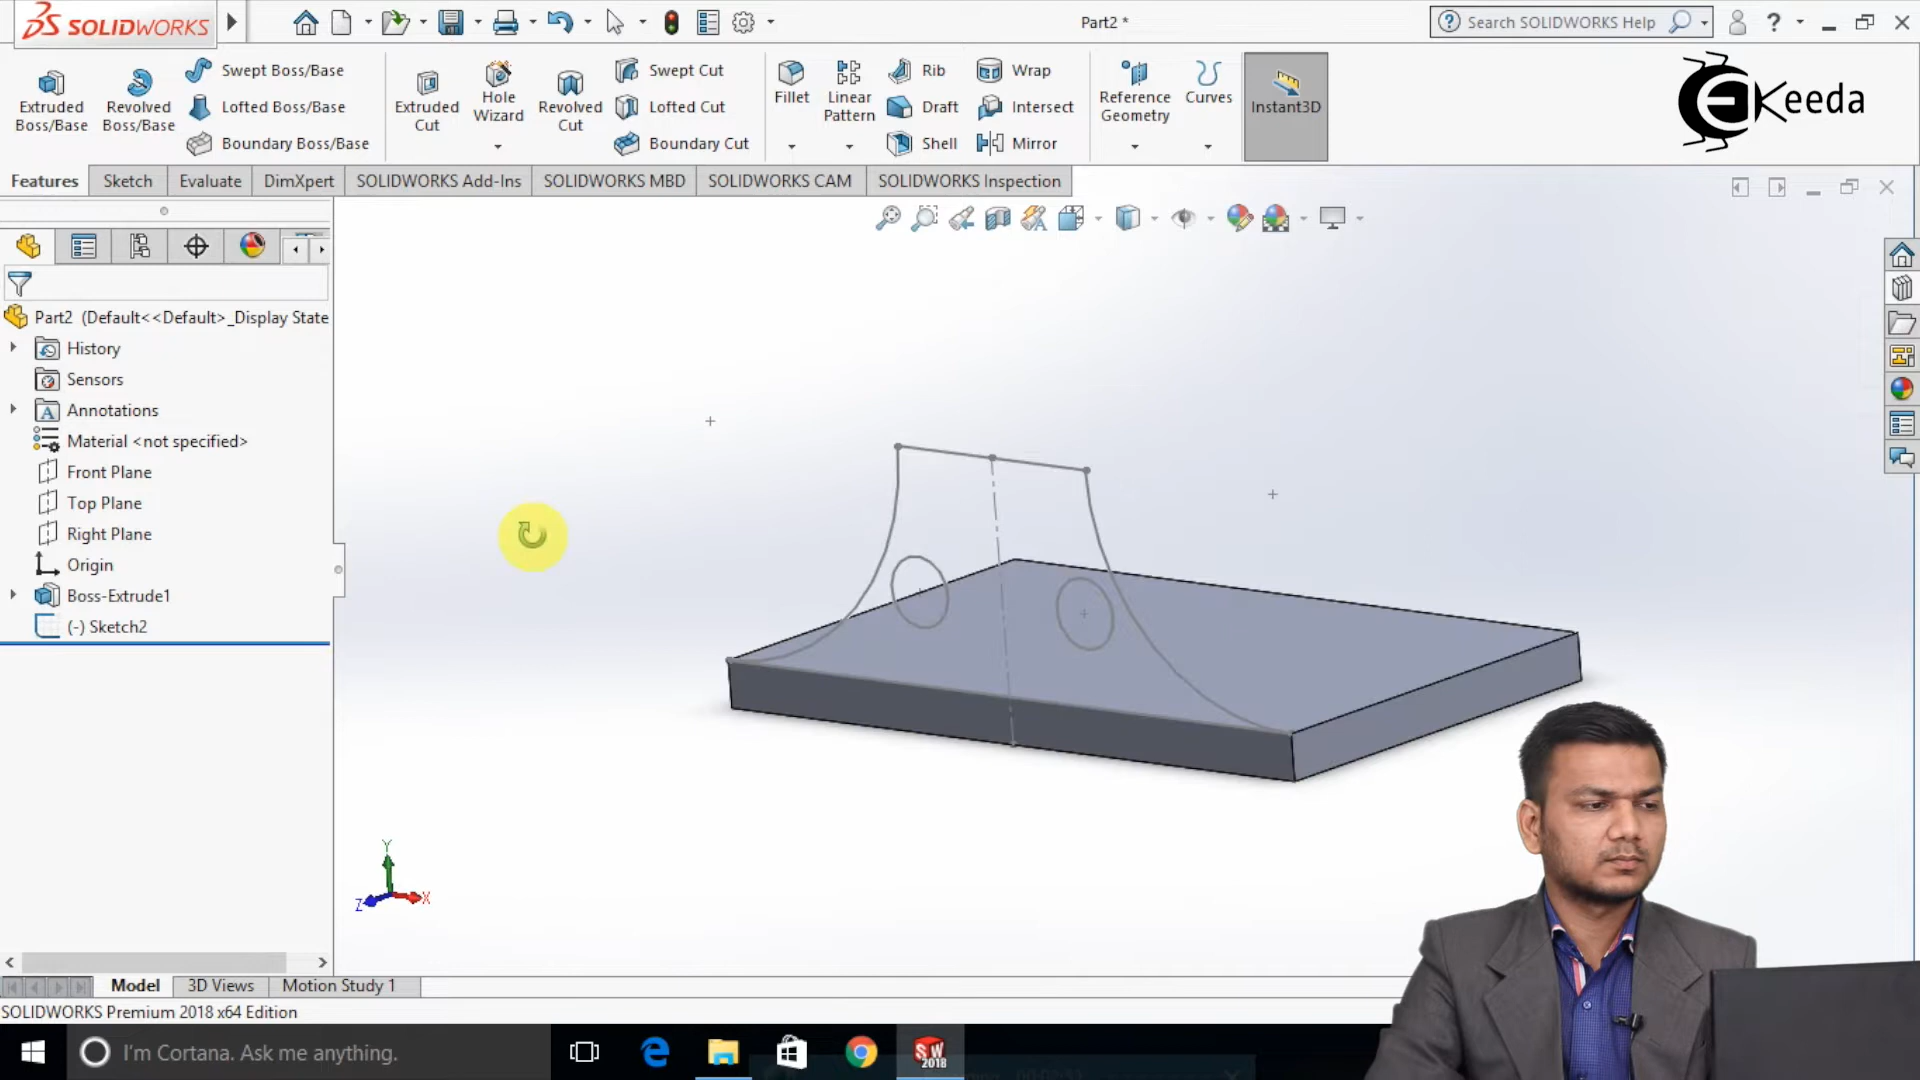 SOLIDWORKS
Part2 *
Search SOLIDWORKS Help
?
Extruded Boss/Base
Revolved Boss/Base
Swept Boss/Base
Lofted Boss/Base
Boundary Boss/Base
Extruded Cut
Hole Wizard
Revolved Cut
Swept Cut
Lofted Cut
Boundary Cut
Fillet
Linear Pattern
Rib
Draft
Shell
Wrap
Intersect
Mirror
Reference Geometry
Curves
Instant3D
EKeeda
Features
Sketch
Evaluate
DimXpert
SOLIDWORKS Add-Ins
SOLIDWORKS MBD
SOLIDWORKS CAM
SOLIDWORKS Inspection
Part2 (Default<<Default>_Display State
History
Sensors
Annotations
Material <not specified>
Front Plane
Top Plane
Right Plane
Origin
Boss-Extrude1
(-) Sketch2
Y
Z
X
Model
3D Views
Motion Study 1
SOLIDWORKS Premium 2018 x64 Edition
I'm Cortana. Ask me anything.
SW
2018